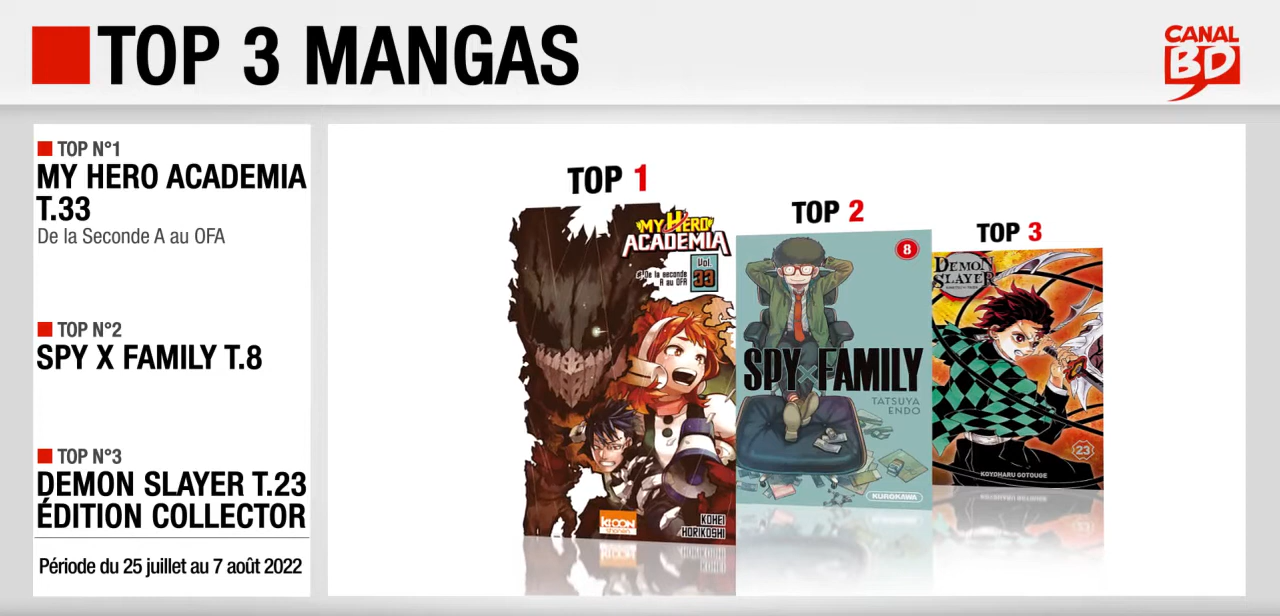 TOP 3 MANGAS
CANAL
BD
TOP N°1
MY HERO ACADEMIA
T.33
De la Seconde A au OFA
TOP N°2
SPY X FAMILY T.8
TOP N°3
DEMON SLAYER T.23
ÉDITION COLLECTOR
Période du 25 juillet au 7 août 2022
TOP 1
MY HERO
ACADEMIA
Vol.
33
De la seconde
A au OFA
KI-OON
KOHEI
HORIKOSHI
TOP 2
8
SPY×FAMILY
TATSUYA
ENDO
KUROKAWA
TOP 3
DEMON
SLAYER
23
KOYOHARU GOTOUGE